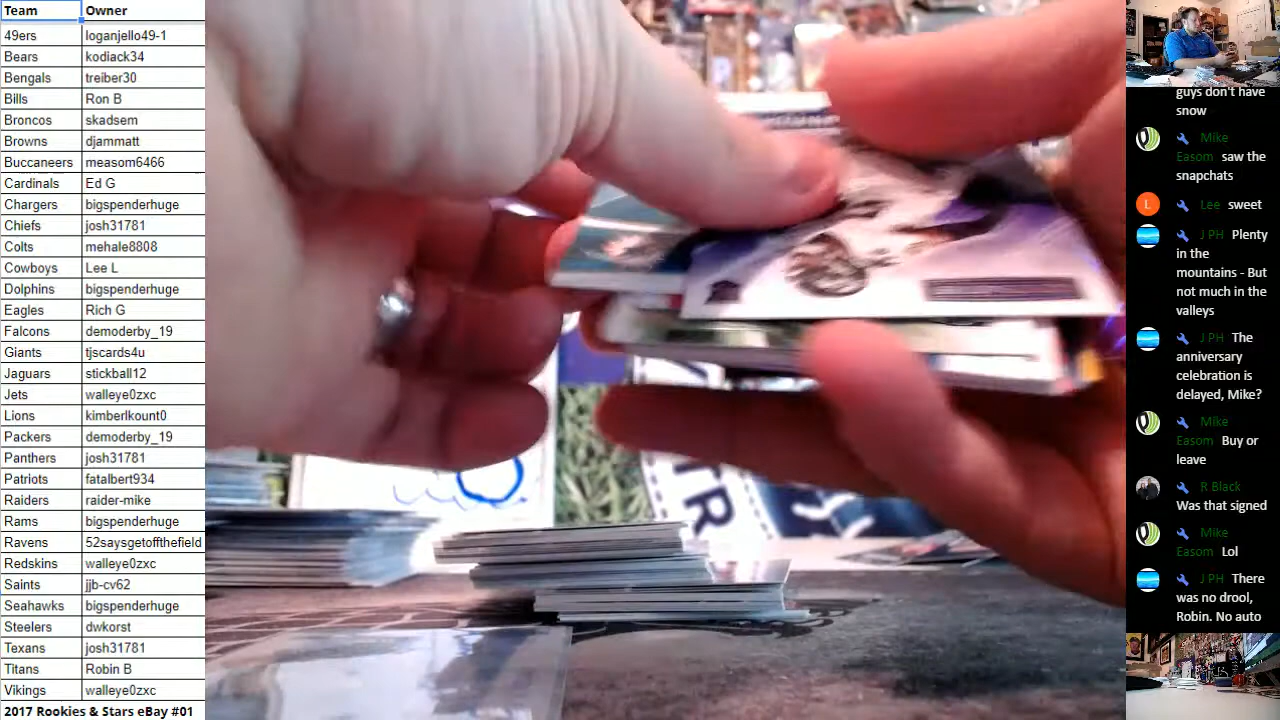 Team Owner
49ers loganjello49-1
Bears kodiack34
Bengals treiber30
Bills Ron B
Broncos skadsem
Browns djammatt
Buccaneers measom6466
Cardinals Ed G
Chargers bigspenderhuge
Chiefs josh31781
Colts mehale8808
Cowboys Lee L
Dolphins bigspenderhuge
Eagles Rich G
Falcons demoderby_19
Giants tjscards4u
Jaguars stickball12
Jets walleye0zxc
Lions kimberlkount0
Packers demoderby_19
Panthers josh31781
Patriots fatalbert934
Raiders raider-mike
Rams bigspenderhuge
Ravens 52saysgetoffthefield
Redskins walleye0zxc
Saints jjb-cv62
Seahawks bigspenderhuge
Steelers dwkorst
Texans josh31781
Titans Robin B
Vikings walleye0zxc
2017 Rookies & Stars eBay #01
TR
guys don't have
snow
Mike
Easom saw the
snapchats
L Lee sweet
J PH Plenty
in the
mountains - But
not much in the
valleys
J PH The
anniversary
celebration is
delayed, Mike?
Mike
Easom Buy or
leave
R Black
Was that signed
Mike
Easom Lol
J PH There
was no drool,
Robin. No auto